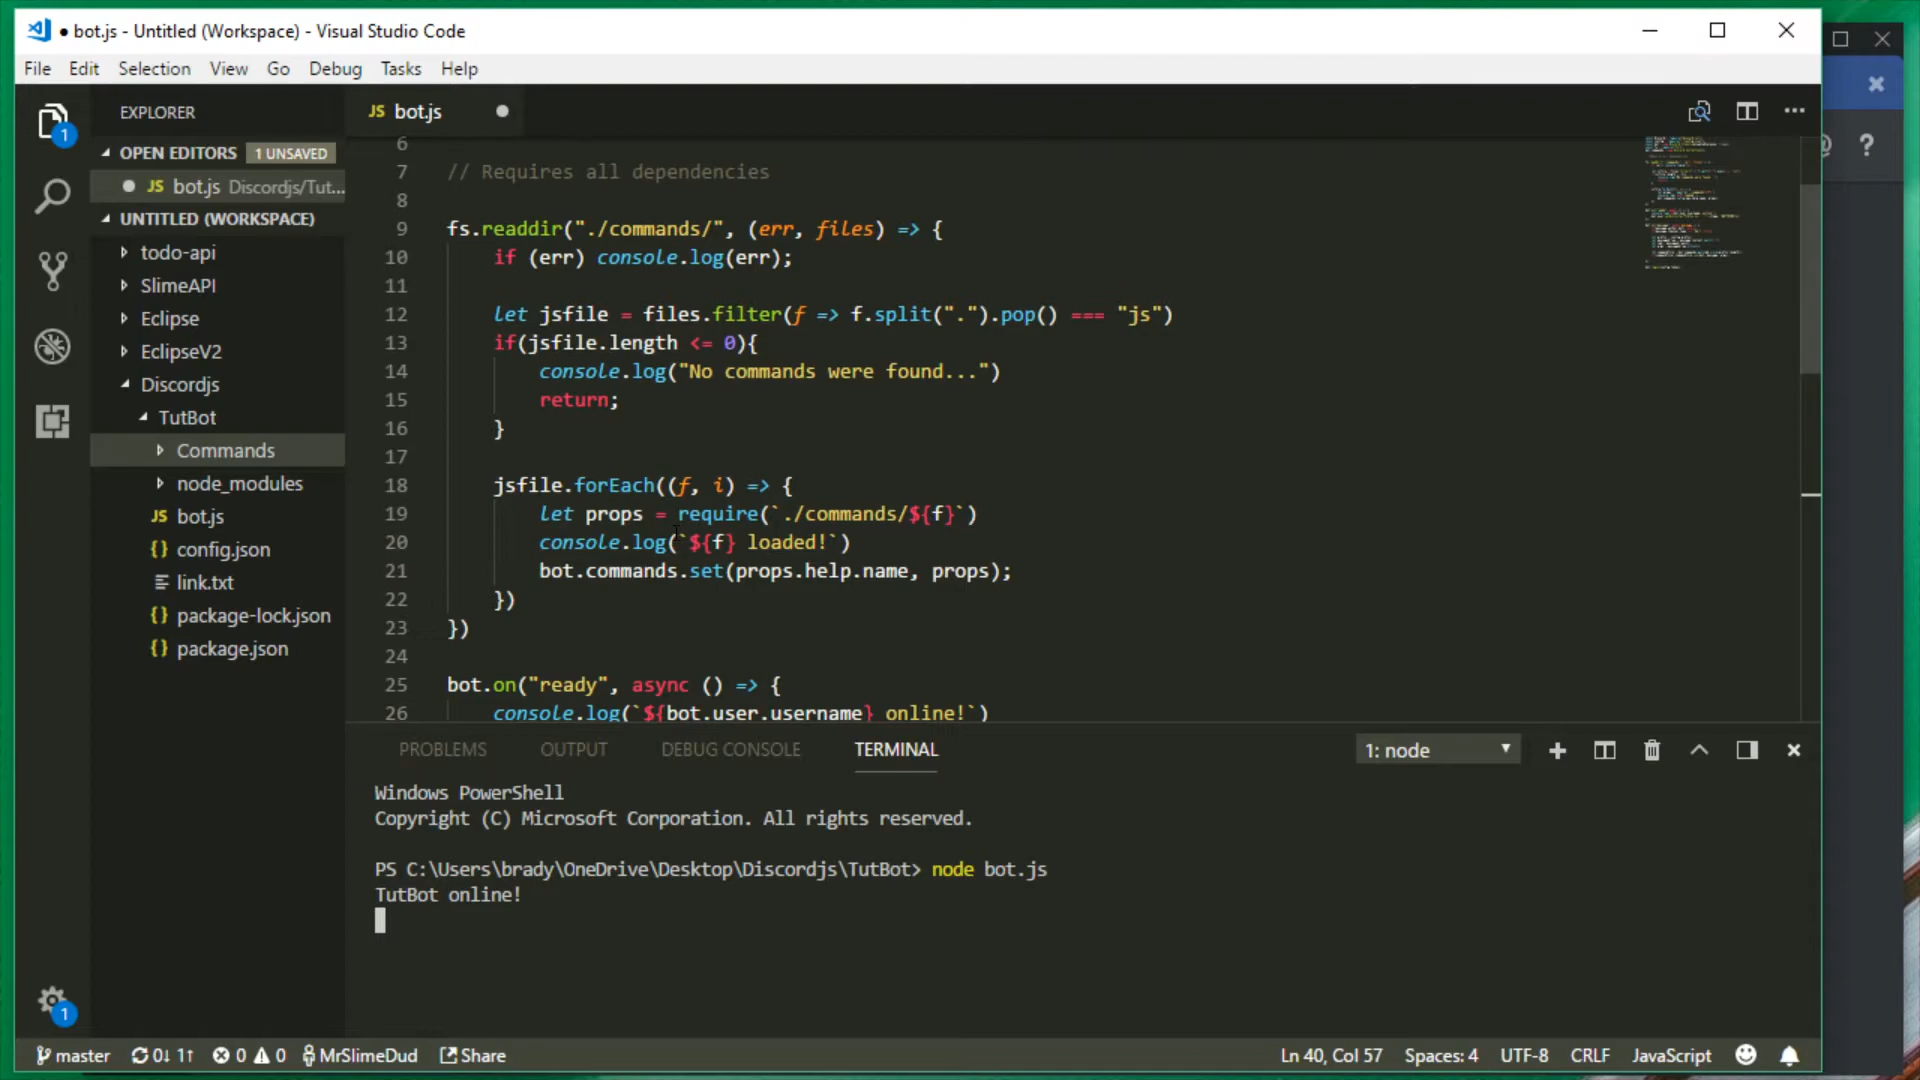 ● bot.js - Untitled (Workspace) - Visual Studio Code
File Edit Selection View Go Debug Tasks Help
EXPLORER
OPEN EDITORS 1 UNSAVED
JS bot.js Discordjs/Tut...
UNTITLED (WORKSPACE)
todo-api
SlimeAPI
Eclipse
EclipseV2
Discordjs
TutBot
Commands
node_modules
JS bot.js
{} config.json
link.txt
{} package-lock.json
{} package.json
1
1
JS bot.js
?
6
7 // Requires all dependencies
8
9 fs.readdir("./commands/", (err, files) => {
10 if (err) console.log(err);
11
12 let jsfile = files.filter(f => f.split(".").pop() === "js")
13 if(jsfile.length <= 0){
14 console.log("No commands were found...")
15 return;
16 }
17
18 jsfile.forEach((f, i) => {
19 let props = require(`./commands/${f}`)
20 console.log(`${f} loaded!`)
21 bot.commands.set(props.help.name, props);
22 })
23 })
24
25 bot.on("ready", async () => {
26 console.log(`${bot.user.username} online!`)
PROBLEMS OUTPUT DEBUG CONSOLE TERMINAL 1: node
Windows PowerShell
Copyright (C) Microsoft Corporation. All rights reserved.
PS C:\Users\brady\OneDrive\Desktop\Discordjs\TutBot> node bot.js
TutBot online!
master 0↓ 1↑ 0 0 MrSlimeDud Share Ln 40, Col 57 Spaces: 4 UTF-8 CRLF JavaScript